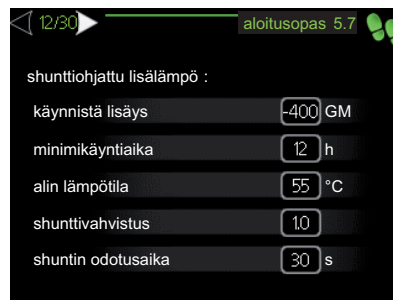 12/30 aloitusopas 5.7
shunttiohjattu lisälämpö :
käynnistä lisäys -400 GM
minimikäyntiaika 12 h
alin lämpötila 55 °C
shunttivahvistus 1.0
shuntin odotusaika 30 s